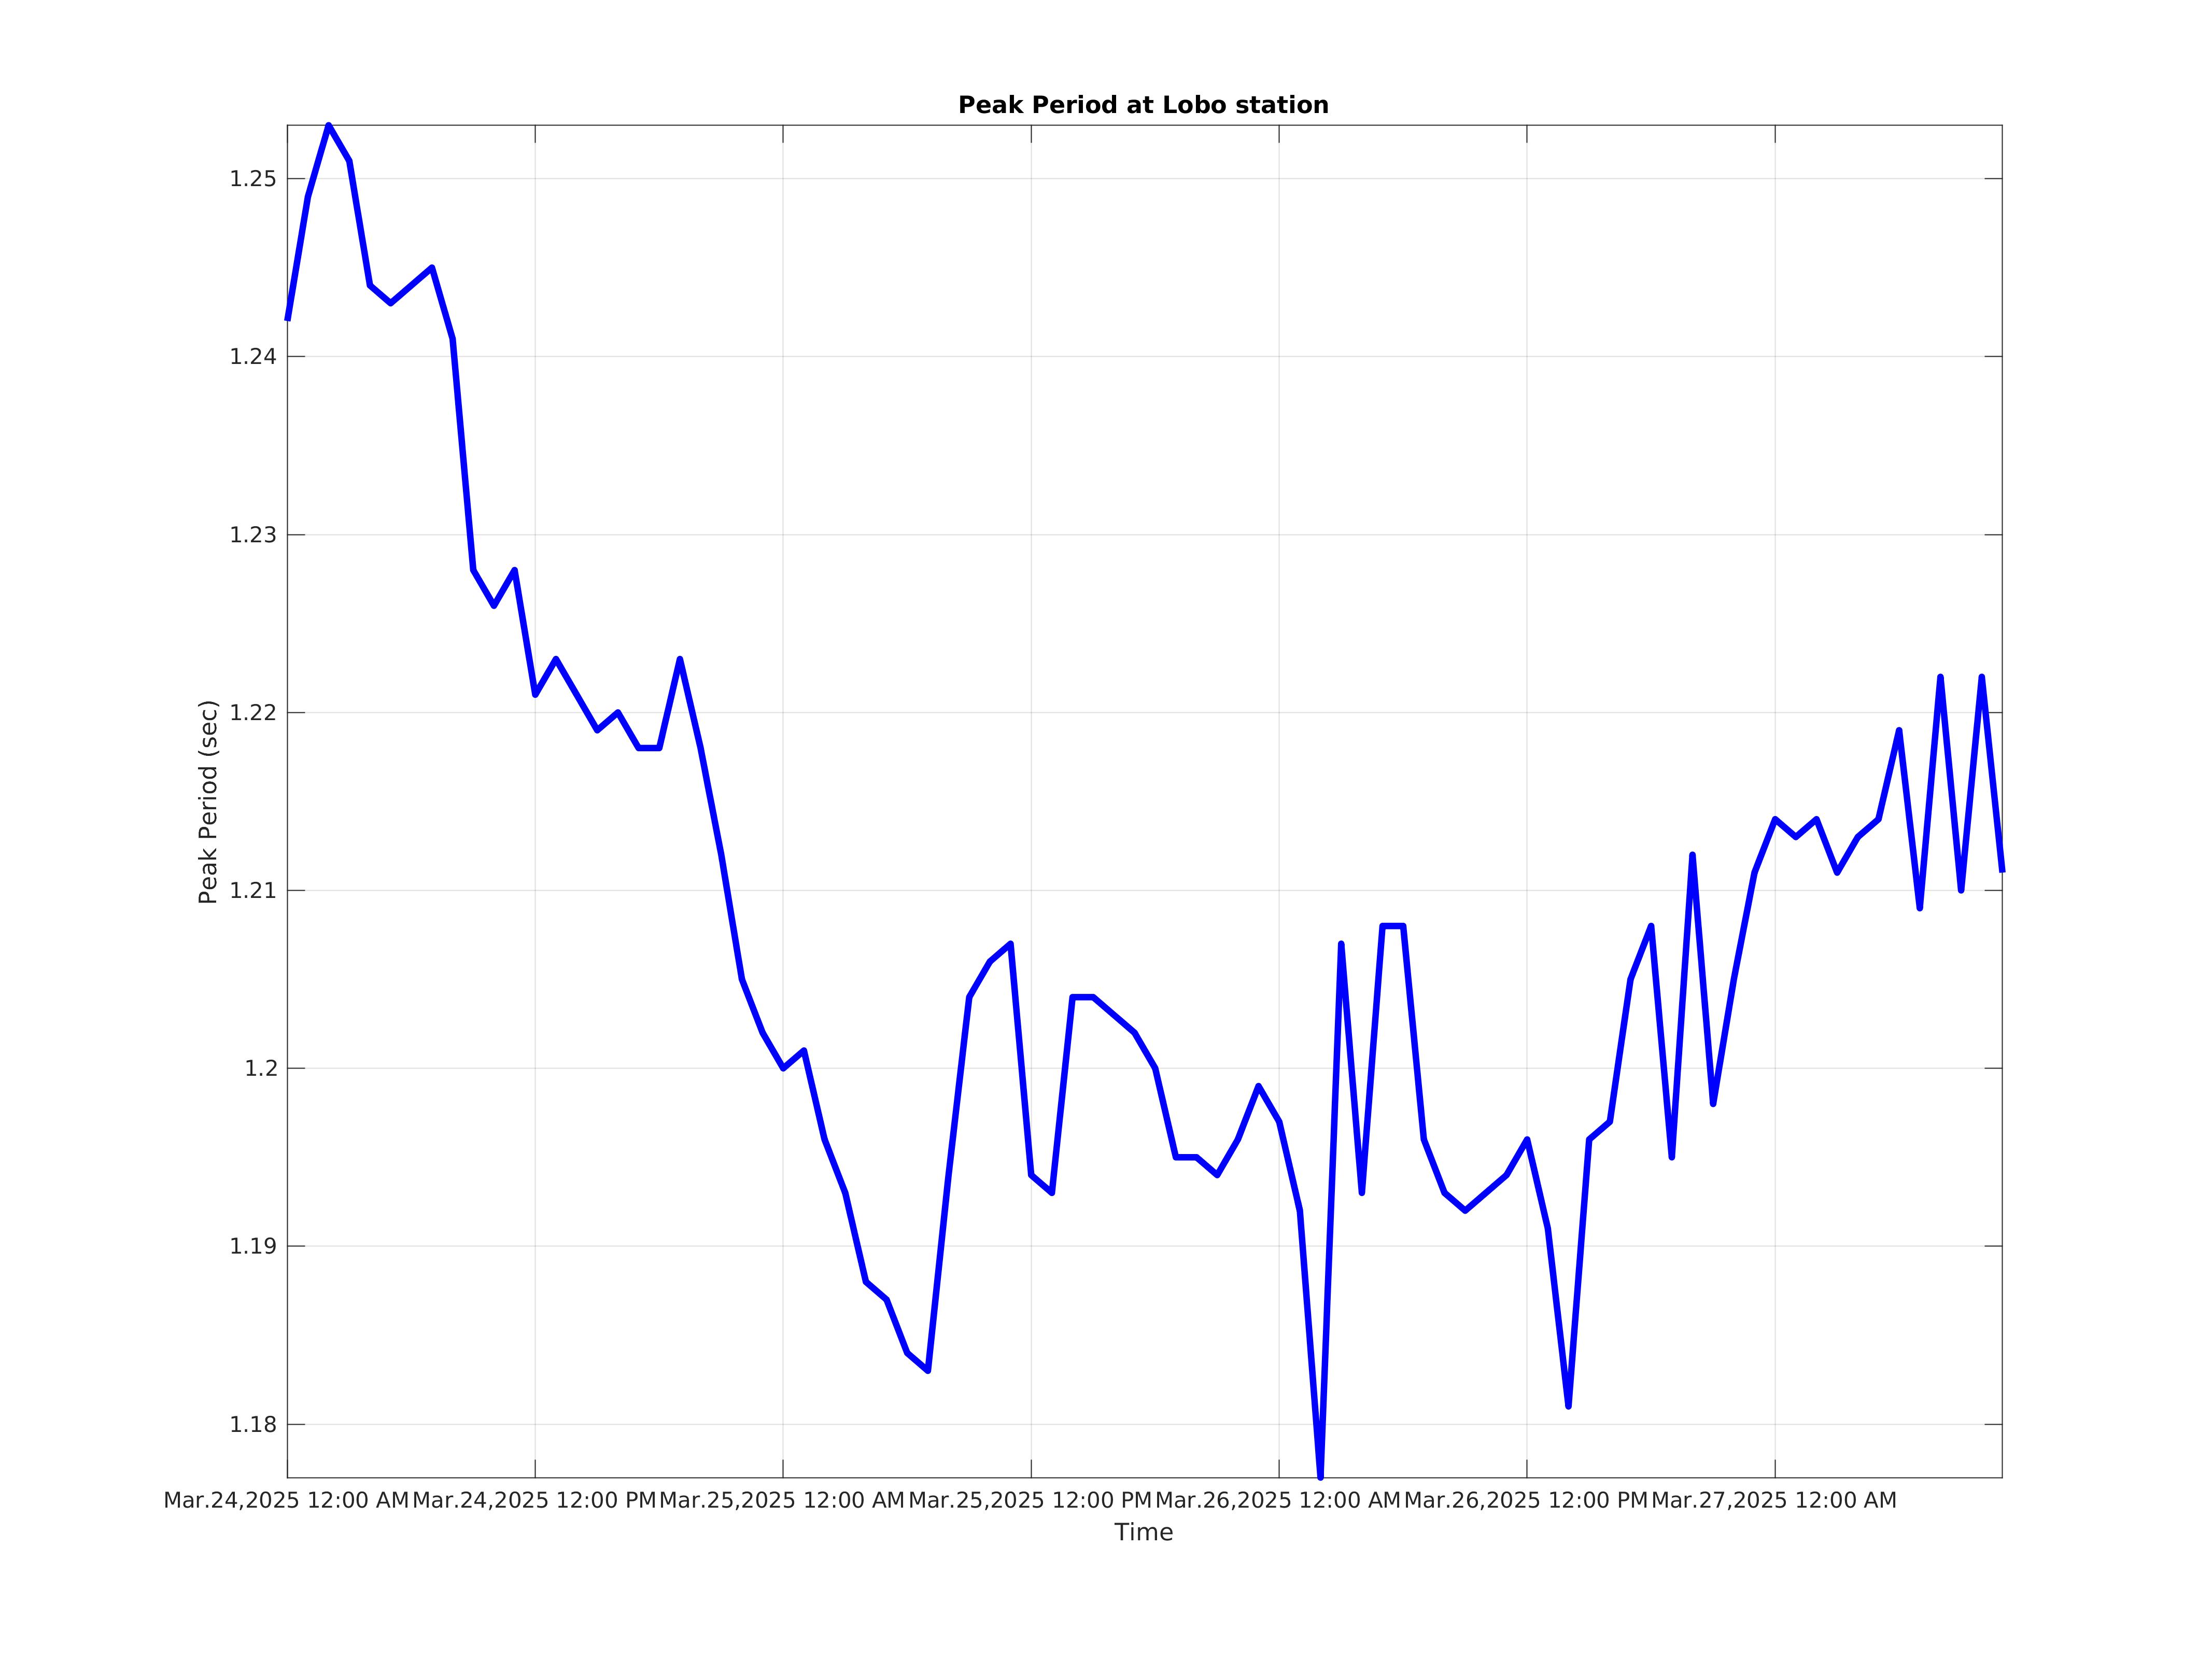 Peak Period at Lobo station
Peak Period (sec)
1.25
1.24
1.23
1.22
1.21
1.2
1.19
1.18
Mar.24,2025 12:00 AM Mar.24,2025 12:00 PM Mar.25,2025 12:00 AM Mar.25,2025 12:00 PM Mar.26,2025 12:00 AM Mar.26,2025 12:00 PM Mar.27,2025 12:00 AM
Time